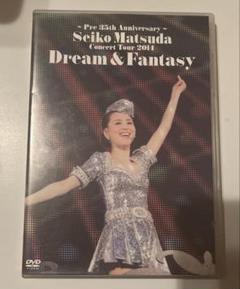 ~ Pre 35th Anniversary ~
Seiko Matsuda
Concert Tour 2014
Dream & Fantasy
DVD